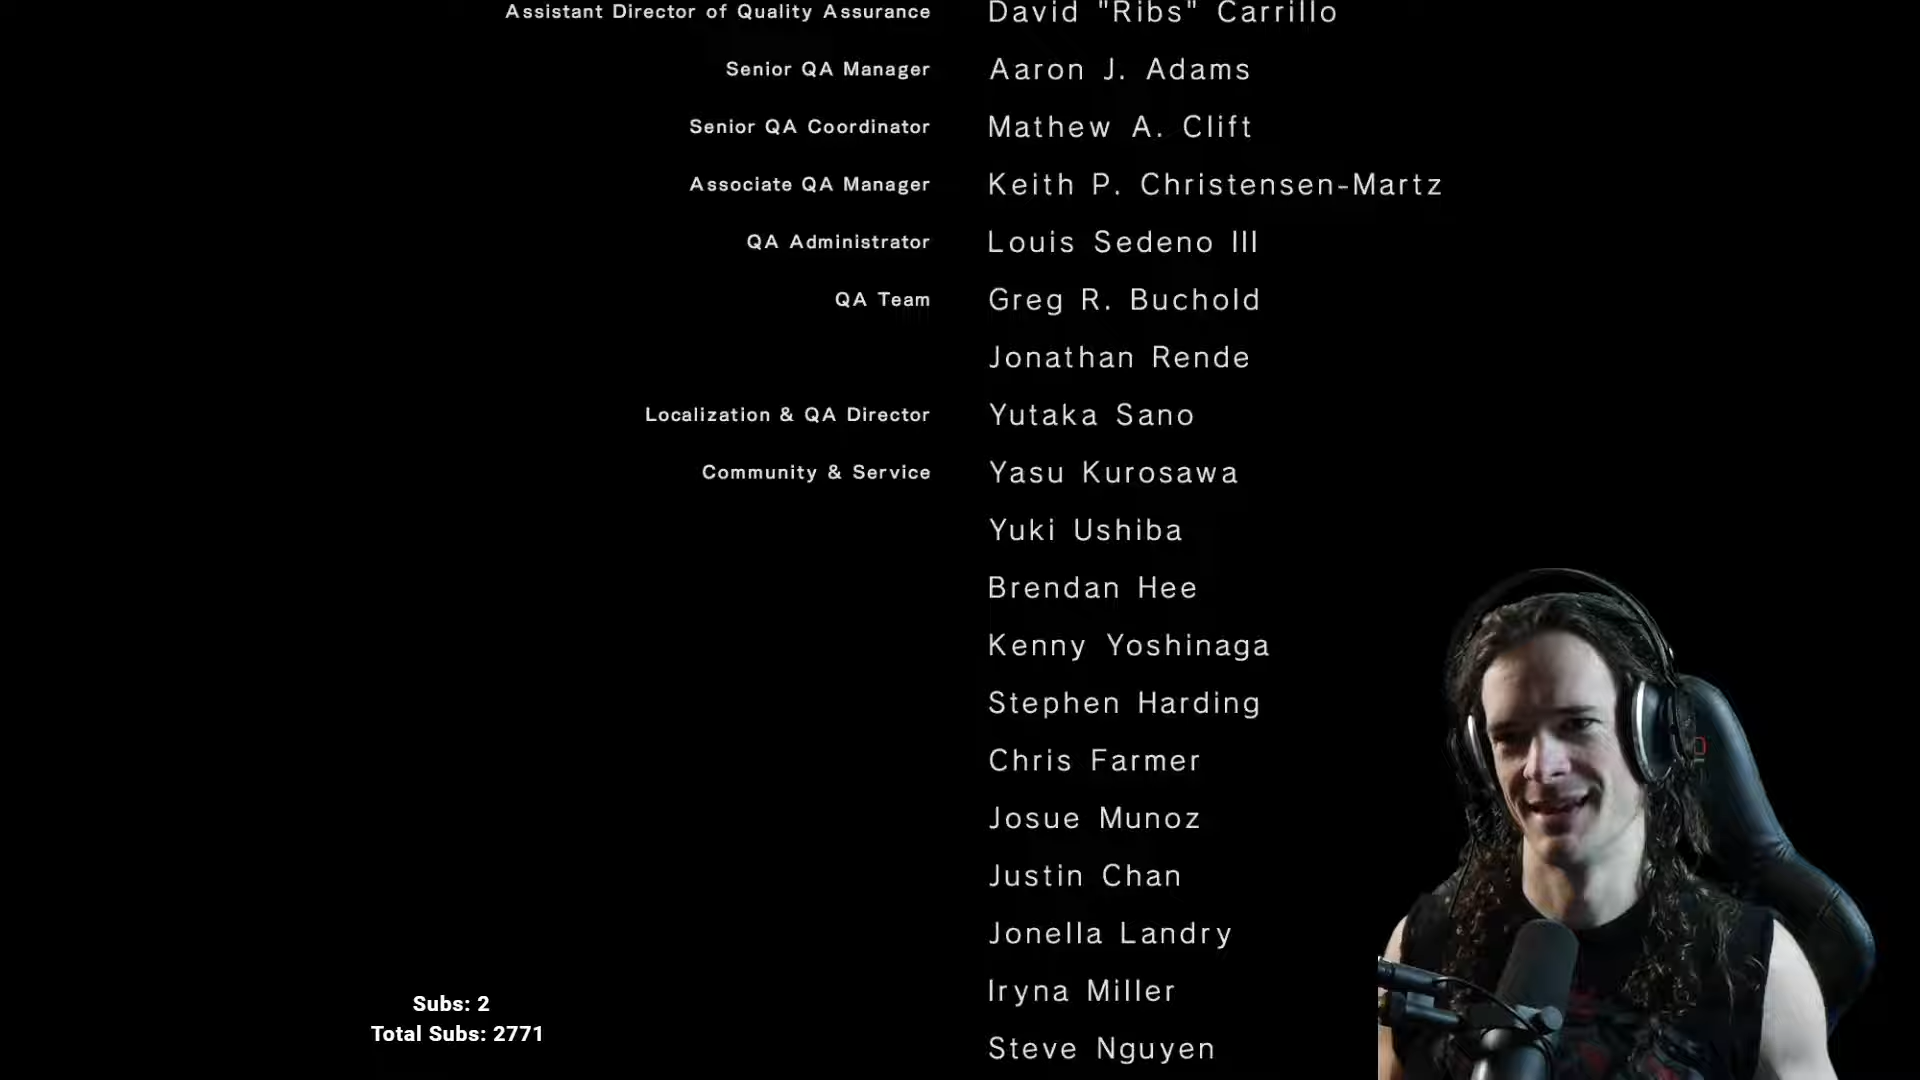 Assistant Director of Quality Assurance David "Ribs" Carrillo
Senior QA Manager Aaron J. Adams
Senior QA Coordinator Mathew A. Clift
Associate QA Manager Keith P. Christensen-Martz
QA Administrator Louis Sedeno III
QA Team Greg R. Buchold
Jonathan Rende
Localization & QA Director Yutaka Sano
Community & Service Yasu Kurosawa
Yuki Ushiba
Brendan Hee
Kenny Yoshinaga
Stephen Harding
Chris Farmer
Josue Munoz
Justin Chan
Jonella Landry
Iryna Miller
Steve Nguyen
Subs: 2
Total Subs: 2771